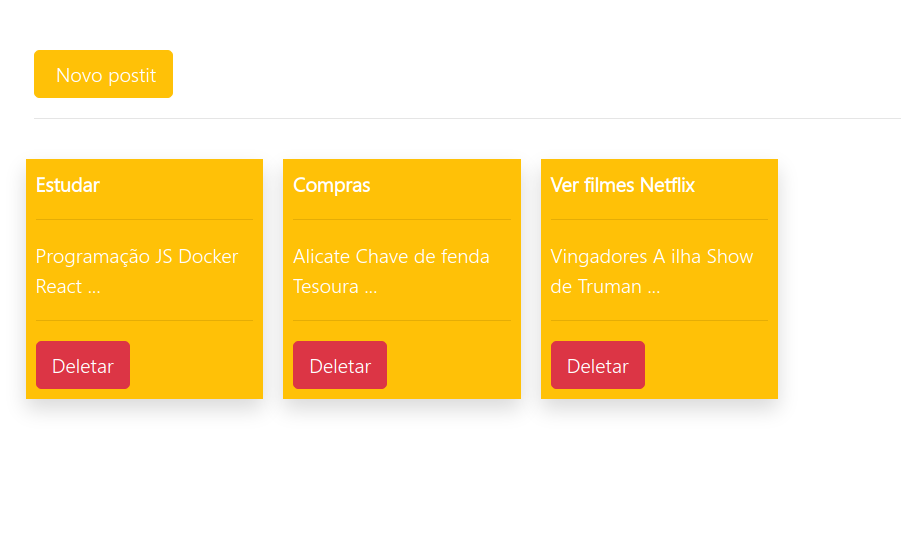 Novo postit
Estudar
Programação JS Docker
React ...
Deletar
Compras
Alicate Chave de fenda
Tesoura ...
Deletar
Ver filmes Netflix
Vingadores A ilha Show
de Truman ...
Deletar